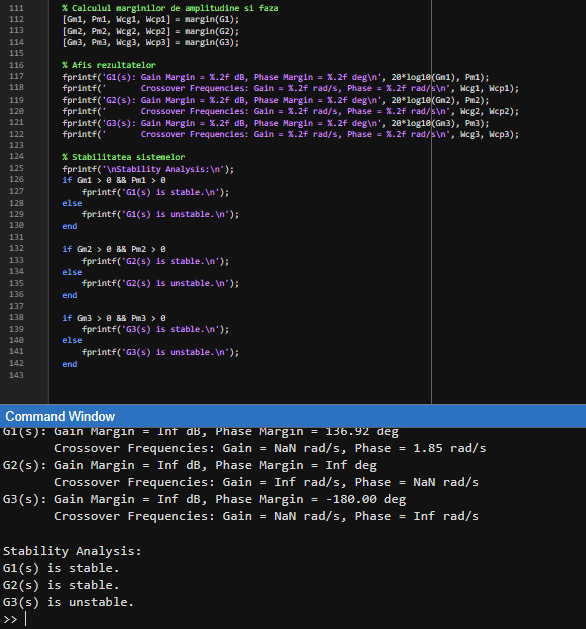 111 % Calculul marginilor de amplitudine si faza
112 [Gm1, Pm1, Wcg1, Wcp1] = margin(G1);
113 [Gm2, Pm2, Wcg2, Wcp2] = margin(G2);
114 [Gm3, Pm3, Wcg3, Wcp3] = margin(G3);
115
116 % Afis rezultatelor
117 fprintf('G1(s): Gain Margin = %.2f dB, Phase Margin = %.2f deg\n', 20*log10(Gm1), Pm1);
118 fprintf('       Crossover Frequencies: Gain = %.2f rad/s, Phase = %.2f rad/s\n', Wcg1, Wcp1);
119 fprintf('G2(s): Gain Margin = %.2f dB, Phase Margin = %.2f deg\n', 20*log10(Gm2), Pm2);
120 fprintf('       Crossover Frequencies: Gain = %.2f rad/s, Phase = %.2f rad/s\n', Wcg2, Wcp2);
121 fprintf('G3(s): Gain Margin = %.2f dB, Phase Margin = %.2f deg\n', 20*log10(Gm3), Pm3);
122 fprintf('       Crossover Frequencies: Gain = %.2f rad/s, Phase = %.2f rad/s\n', Wcg3, Wcp3);
123
124 % Stabilitatea sistemelor
125 fprintf('\nStability Analysis:\n');
126 if Gm1 > 0 && Pm1 > 0
127     fprintf('G1(s) is stable.\n');
128 else
129     fprintf('G1(s) is unstable.\n');
130 end
131
132 if Gm2 > 0 && Pm2 > 0
133     fprintf('G2(s) is stable.\n');
134 else
135     fprintf('G2(s) is unstable.\n');
136 end
137
138 if Gm3 > 0 && Pm3 > 0
139     fprintf('G3(s) is stable.\n');
140 else
141     fprintf('G3(s) is unstable.\n');
142 end
143
Command Window
G1(s): Gain Margin = Inf dB, Phase Margin = 136.92 deg
       Crossover Frequencies: Gain = NaN rad/s, Phase = 1.85 rad/s
G2(s): Gain Margin = Inf dB, Phase Margin = Inf deg
       Crossover Frequencies: Gain = Inf rad/s, Phase = NaN rad/s
G3(s): Gain Margin = Inf dB, Phase Margin = -180.00 deg
       Crossover Frequencies: Gain = NaN rad/s, Phase = Inf rad/s

Stability Analysis:
G1(s) is stable.
G2(s) is stable.
G3(s) is unstable.
>>